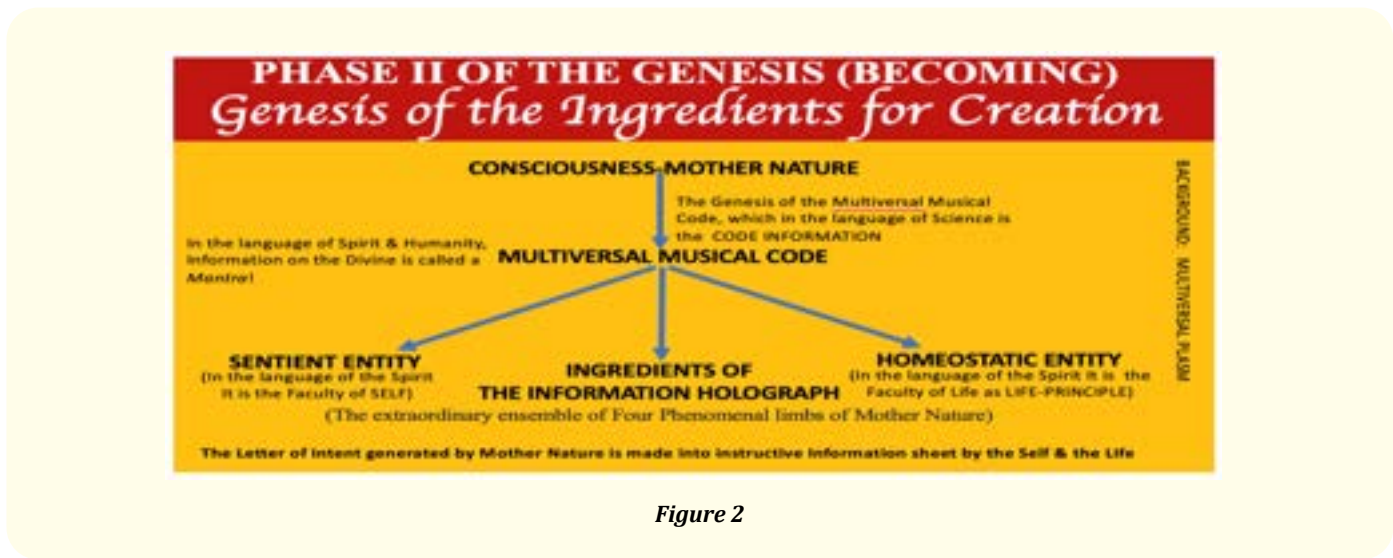 PHASE II OF THE GENESIS (BECOMING)
Genesis of the Ingredients for Creation
CONSCIOUSNESS-MOTHER NATURE
The Genesis of the Multiversal Musical
Code, which in the language of Science is
the CODE INFORMATION
In the language of Spirit & Humanity,
Information on the Divine is called a
Mantra!
MULTIVERSAL MUSICAL CODE
SENTIENT ENTITY
(In the language of the Spirit
It is the Faculty of SELF)
INGREDIENTS OF
THE INFORMATION HOLOGRAPH
HOMEOSTATIC ENTITY
(In the language of the Spirit it is the
Faculty of Life as LIFE-PRINCIPLE)
(The extraordinary ensemble of Four Phenomenal limbs of Mother Nature)
The Letter of Intent generated by Mother Nature is made into instructive Information sheet by the Self & the Life
BACKGROUND: MULTIVERSAL PLASM
Figure 2